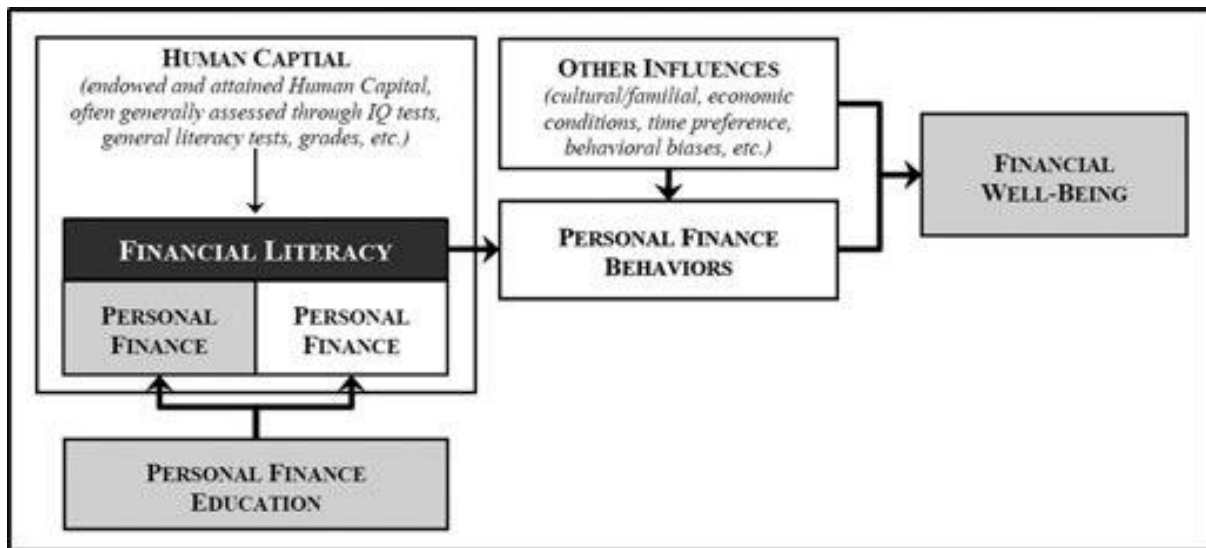 HUMAN CAPTIAL
(endowed and attained Human Capital,
often generally assessed through IQ tests,
general literacy tests, grades, etc.)
FINANCIAL LITERACY
PERSONAL
FINANCE
PERSONAL
FINANCE
PERSONAL FINANCE
EDUCATION
OTHER INFLUENCES
(cultural/familial, economic
conditions, time preference,
behavioral biases, etc.)
PERSONAL FINANCE
BEHAVIORS
FINANCIAL
WELL-BEING